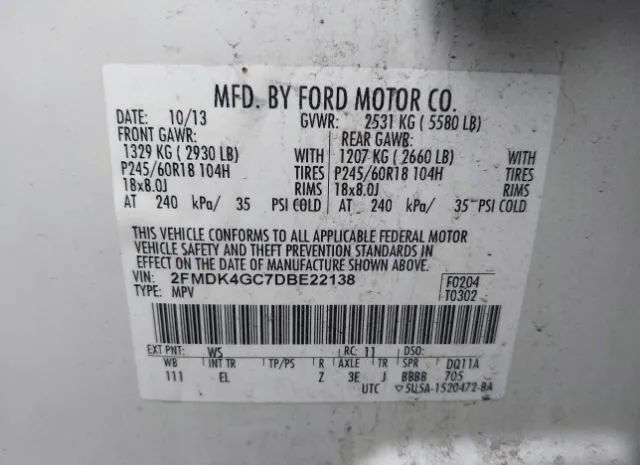 MFD. BY FORD MOTOR CO.
DATE: 10/13 GVWR: 2531 KG ( 5580 LB)
FRONT GAWR: REAR GAWR:
1329 KG ( 2930 LB) WITH 1207 KG ( 2660 LB) WITH
P245/60R18 104H TIRES P245/60R18 104H TIRES
18x8.0J RIMS 18x8.0J RIMS
AT 240 kPa/ 35 PSI COLD AT 240 kPa/ 35 PSI COLD
THIS VEHICLE CONFORMS TO ALL APPLICABLE FEDERAL MOTOR
VEHICLE SAFETY AND THEFT PREVENTION STANDARDS IN
EFFECT ON THE DATE OF MANUFACTURE SHOWN ABOVE.
VIN: 2FMDK4GC7DBE22138 F0204
TYPE: MPV T0302
EXT PNT: WS RC: 11 DSO:
WB INT TR TP/PS R AXLE TR SPR DQ11A
111 EL Z 3E J BBBB 705
UTC ▽5U5A-1520472-BA